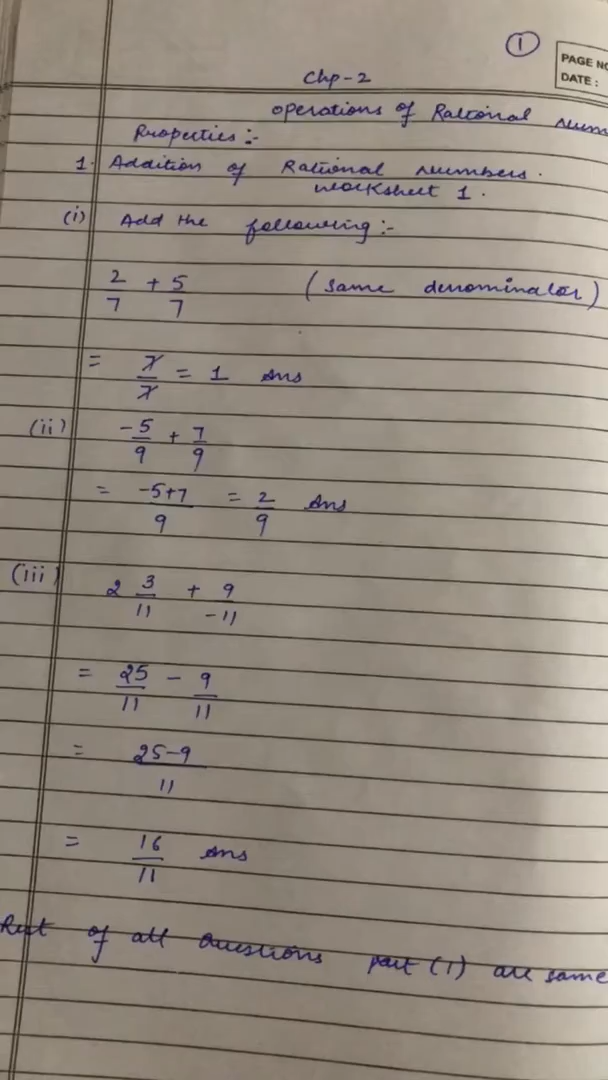 1
PAGE NO
DATE :
Chp-2
operations of Rational Num
Properties :-
1. Addition of Rational Numbers.
worksheet 1.
(i) Add the following :-
2/7 + 5/7 (same denominator)
= 7/7 = 1 Ans
(ii) -5/9 + 7/9
= -5+7/9 = 2/9 Ans
(iii) 2 3/11 + 9/-11
= 25/11 - 9/11
= 25-9/11
= 16/11 Ans
Rest of all Questions part (1) are same